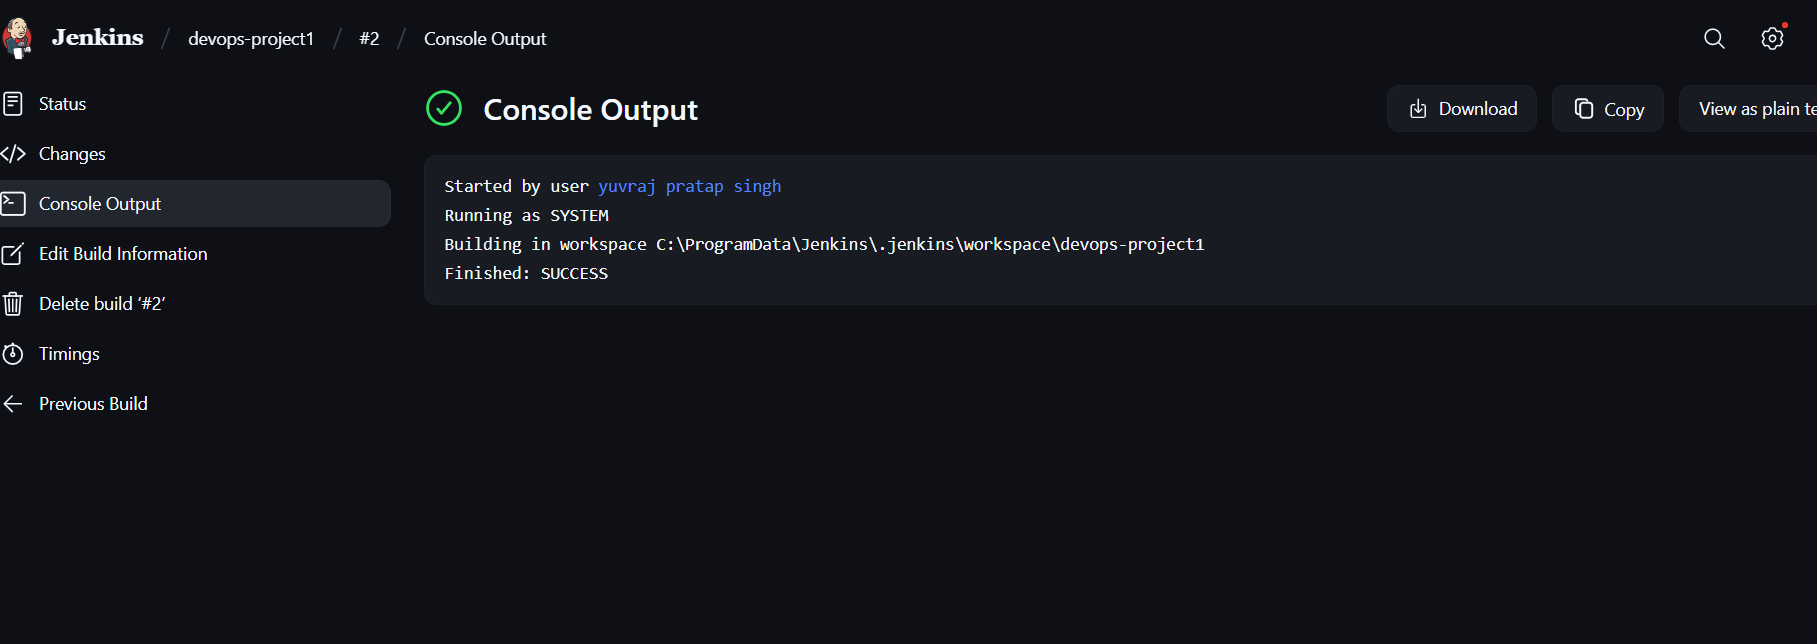 Jenkins / devops-project1 / #2 / Console Output
Status
Changes
Console Output
Edit Build Information
Delete build ‘#2’
Timings
Previous Build
Console Output
Download
Copy
View as plain te
Started by user yuvraj pratap singh
Running as SYSTEM
Building in workspace C:\ProgramData\Jenkins\.jenkins\workspace\devops-project1
Finished: SUCCESS